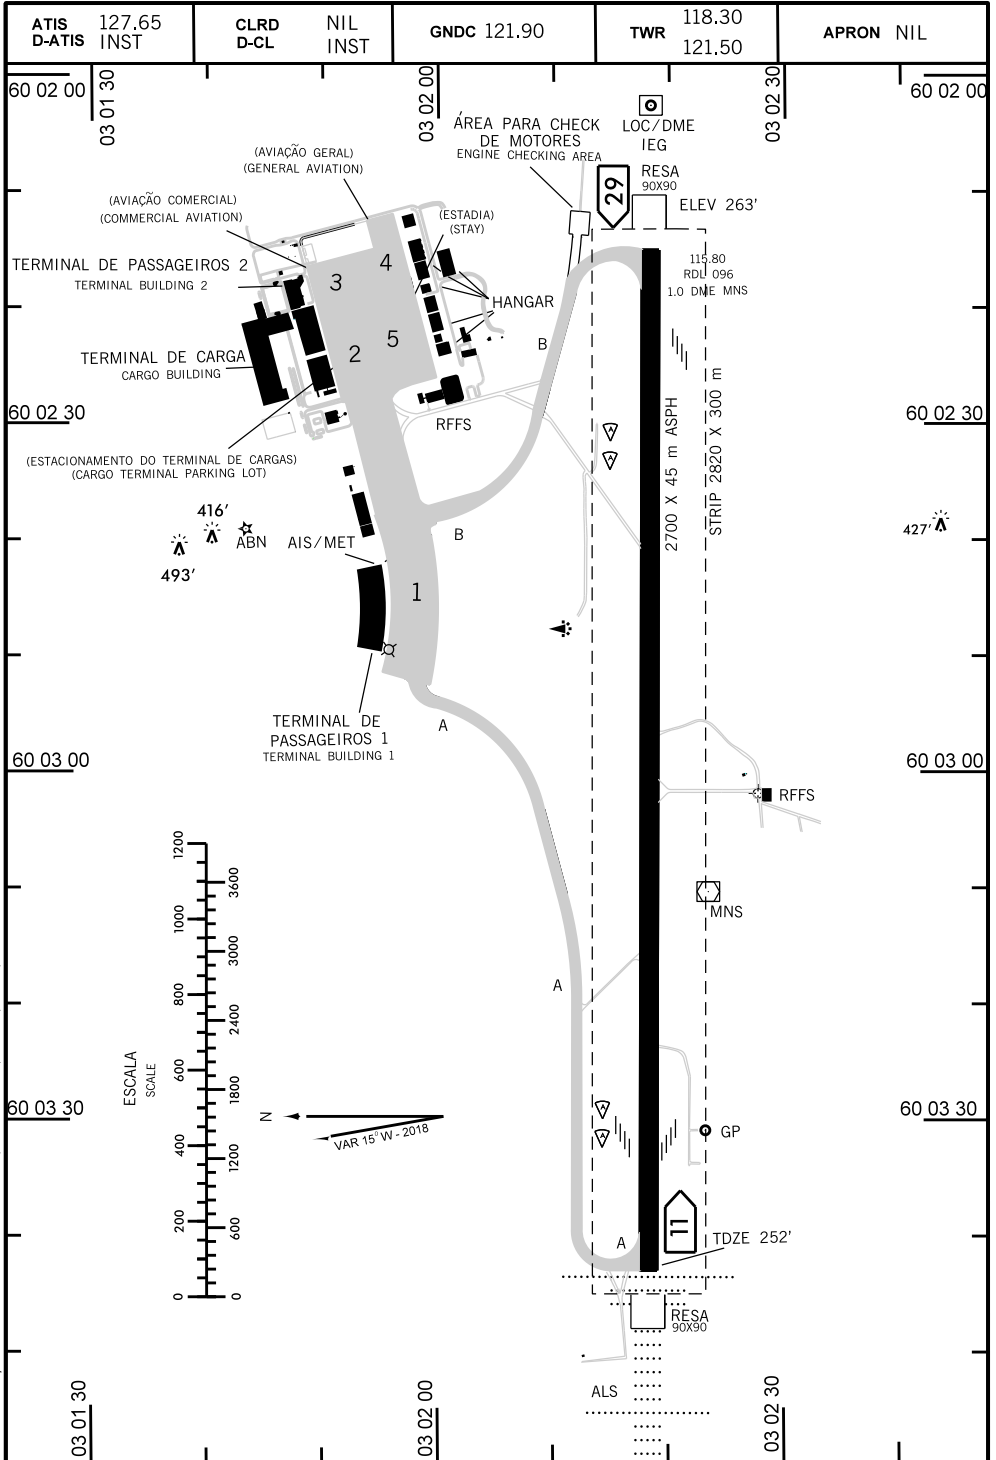 ATIS 127.65
D-ATIS INST
CLRD NIL
D-CL INST
GNDC 121.90
TWR 118.30
121.50
APRON NIL
60 02 00
03 01 30
03 02 00
03 02 30
60 02 00
LOC/DME
IEG
ÁREA PARA CHECK
DE MOTORES
ENGINE CHECKING AREA
(AVIAÇÃO GERAL)
(GENERAL AVIATION)
RESA
90X90
29
ELEV 263'
(AVIAÇÃO COMERCIAL)
(COMMERCIAL AVIATION)
(ESTADIA)
(STAY)
TERMINAL DE PASSAGEIROS 2
TERMINAL BUILDING 2
3
4
115.80
RDL 096
1.0 DME MNS
HANGAR
5
2
B
TERMINAL DE CARGA
CARGO BUILDING
60 02 30
60 02 30
RFFS
2700 X 45 m ASPH
STRIP 2820 X 300 m
(ESTACIONAMENTO DO TERMINAL DE CARGAS)
(CARGO TERMINAL PARKING LOT)
416'
ABN
493'
AIS/MET
B
427'
1
TERMINAL DE
PASSAGEIROS 1
TERMINAL BUILDING 1
A
60 03 00
60 03 00
RFFS
MNS
A
ESCALA
SCALE
1200
1000
800
600
400
200
0
3600
3000
2400
1800
1200
600
0
N
VAR 15° W - 2018
60 03 30
60 03 30
GP
11
A
TDZE 252'
RESA
90X90
ALS
03 01 30
03 02 00
03 02 30